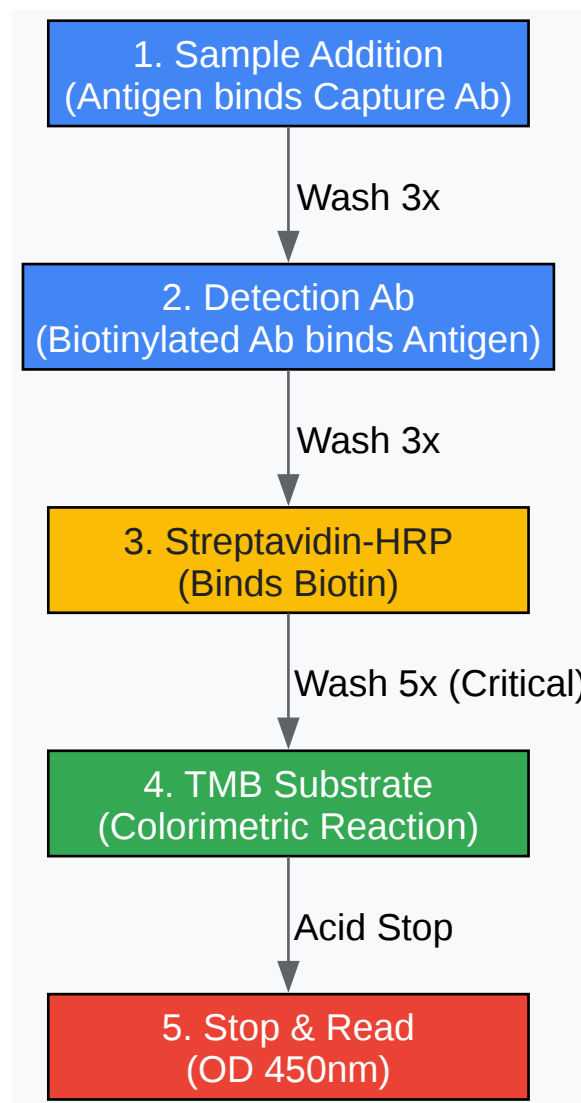 1. Sample Addition
(Antigen binds Capture Ab)
Wash 3x
2. Detection Ab
(Biotinylated Ab binds Antigen)
Wash 3x
3. Streptavidin-HRP
(Binds Biotin)
Wash 5x (Critical)
4. TMB Substrate
(Colorimetric Reaction)
Acid Stop
5. Stop & Read
(OD 450nm)